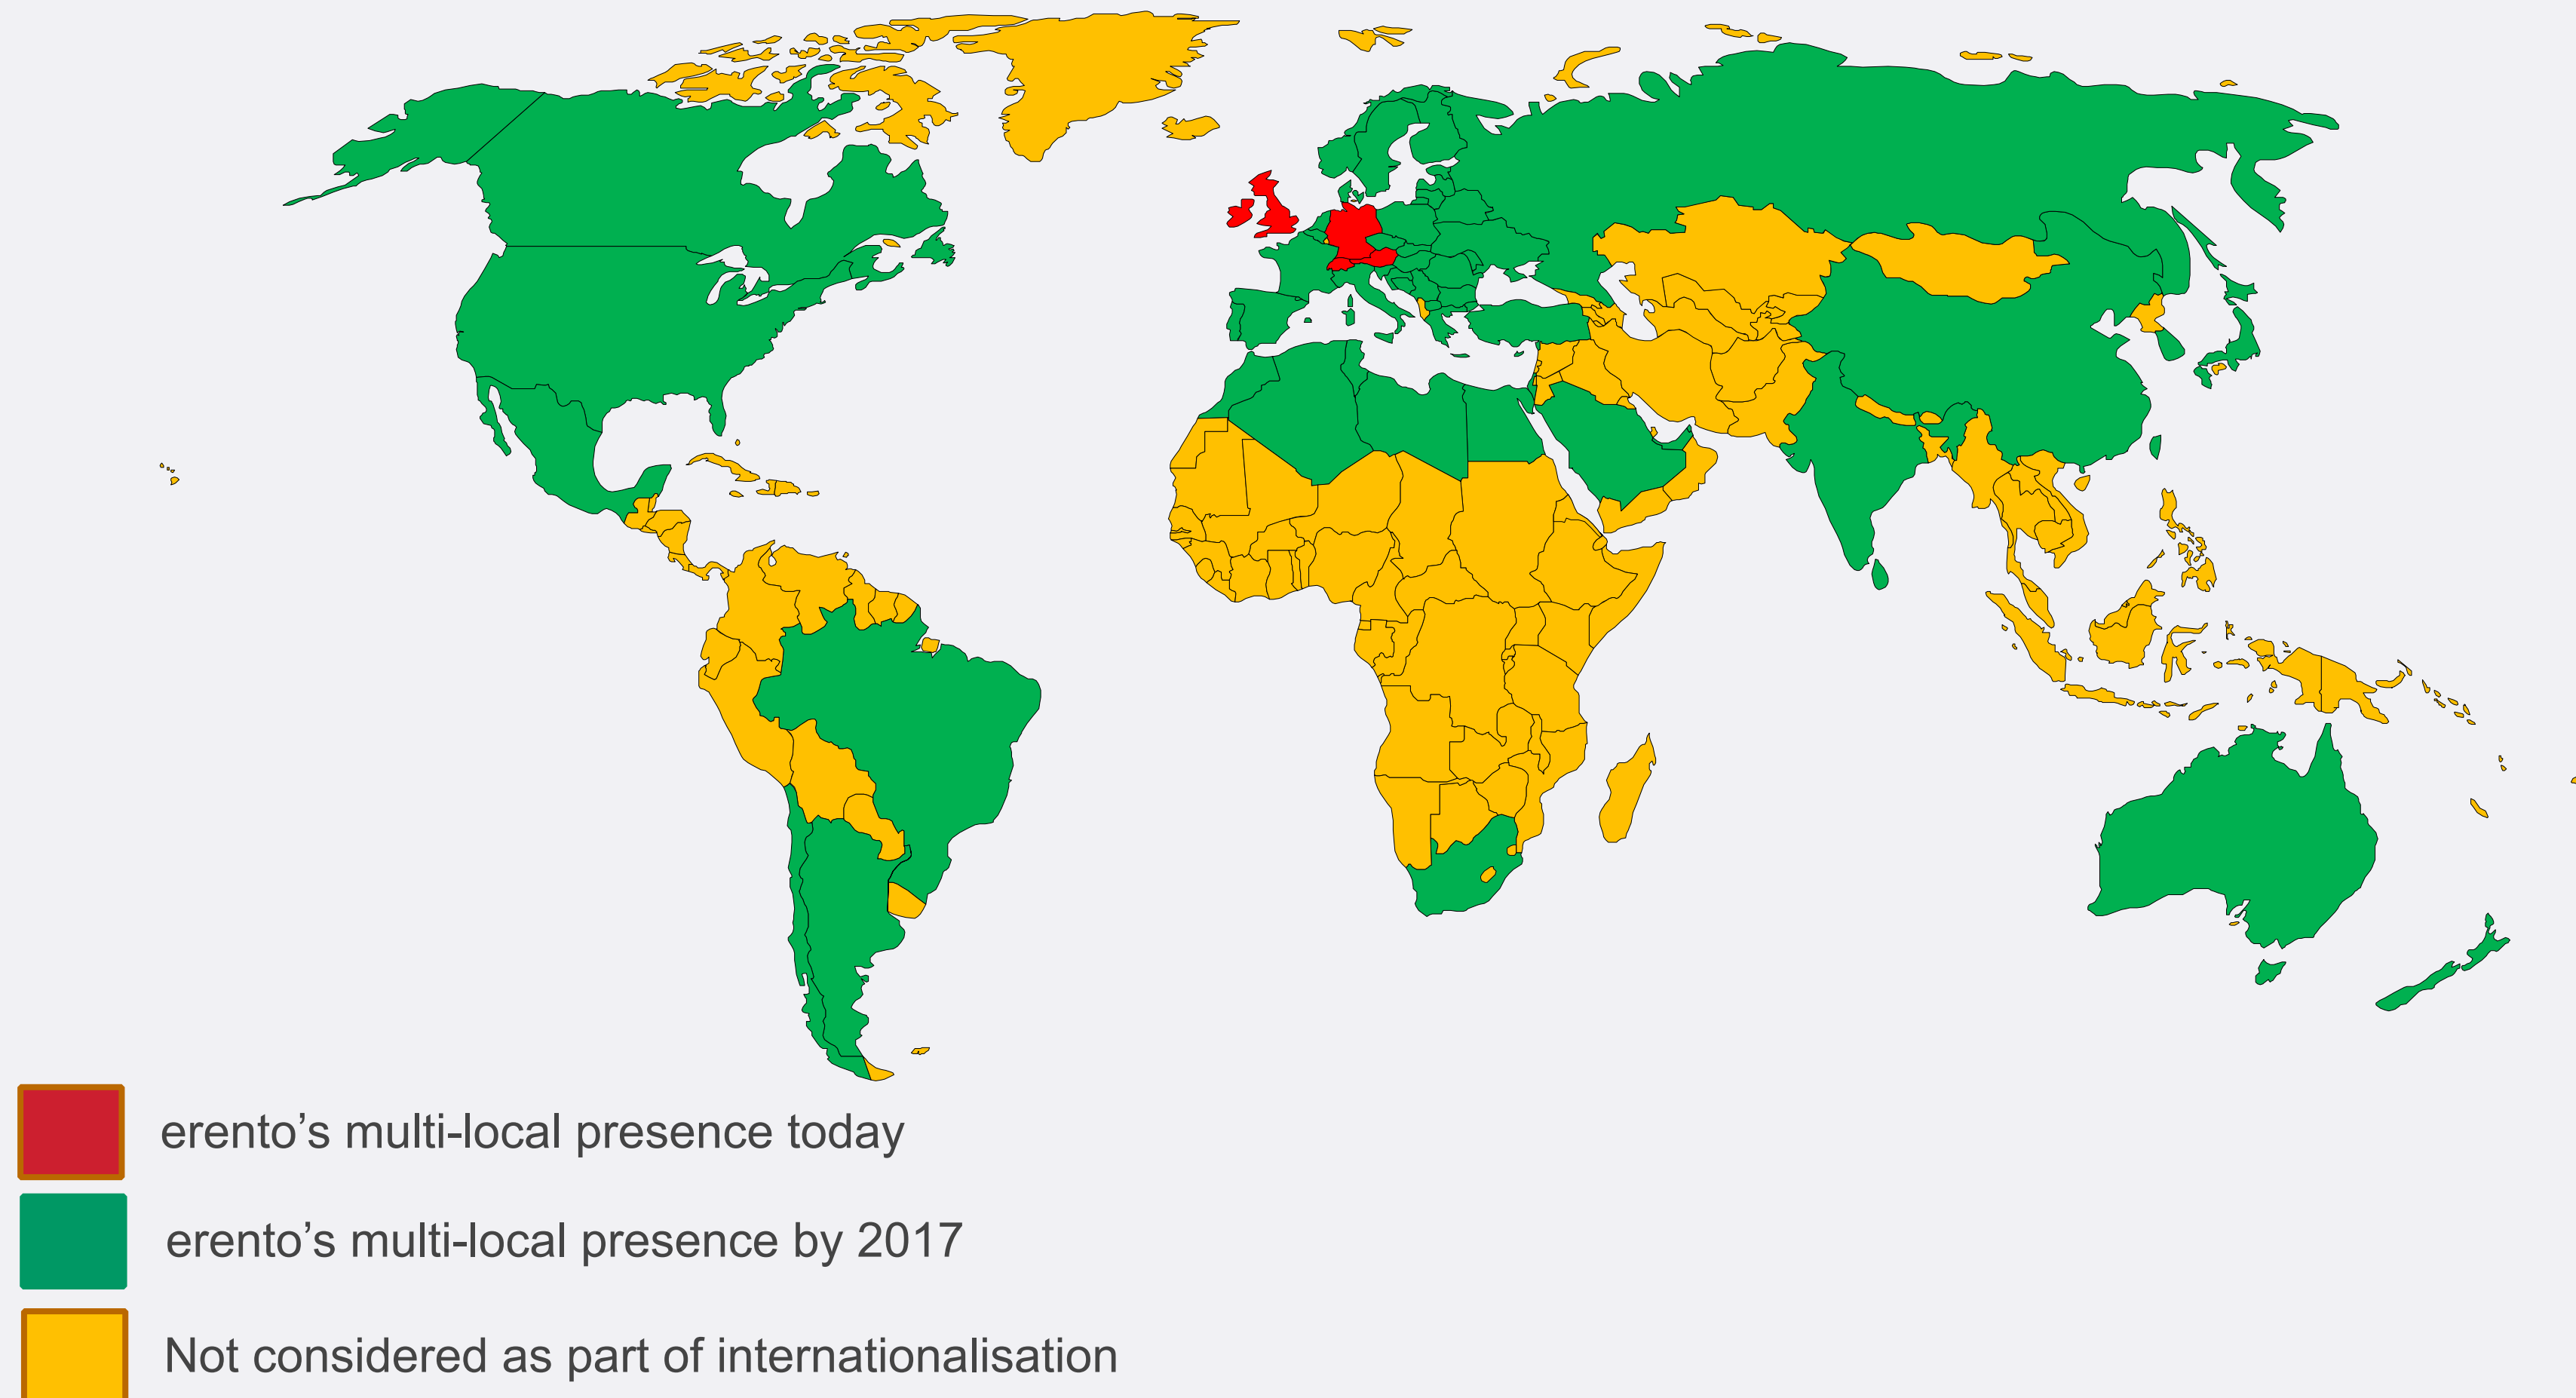 erento’s multi-local presence today
erento’s multi-local presence by 2017
Not considered as part of internationalisation